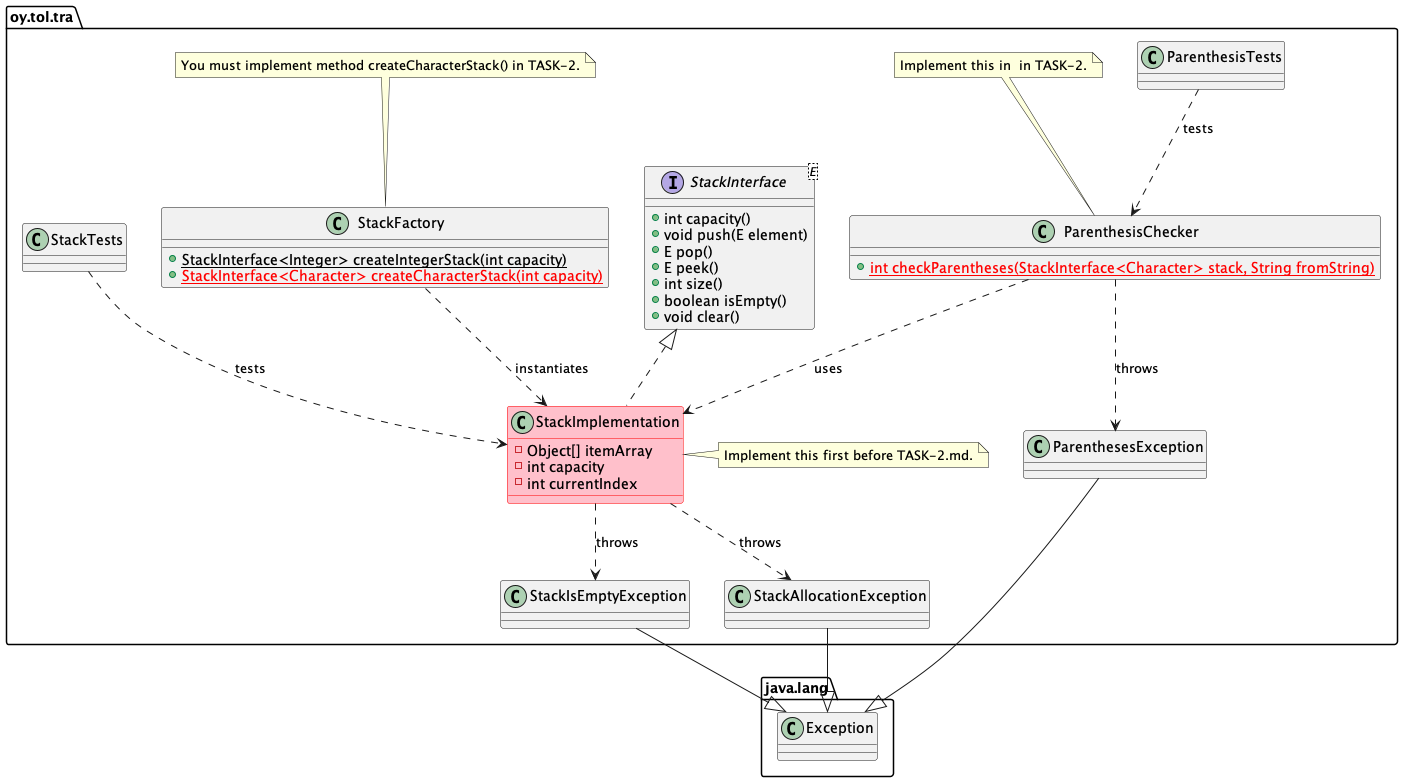 oy.tol.tra
You must implement method createCharacterStack() in TASK-2.
Implement this in  in TASK-2.
C ParenthesisTests
tests
I StackInterface
E
int capacity()
void push(E element)
E pop()
E peek()
int size()
boolean isEmpty()
void clear()
C StackTests
C StackFactory
StackInterface<Integer> createIntegerStack(int capacity)
StackInterface<Character> createCharacterStack(int capacity)
C ParenthesisChecker
int checkParentheses(StackInterface<Character> stack, String fromString)
tests
instantiates
uses
throws
C StackImplementation
Object[] itemArray
int capacity
int currentIndex
Implement this first before TASK-2.md.
C ParenthesesException
throws
throws
C StackIsEmptyException
C StackAllocationException
java.lang
C Exception